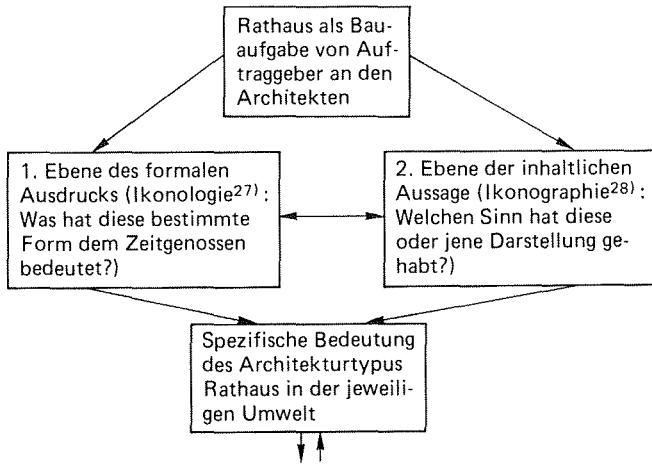 Rathaus als Bau-
aufgabe von Auf-
traggeber an den
Architekten
1. Ebene des formalen
Ausdrucks (Ikonologie27) :
Was hat diese bestimmte
Form dem Zeitgenossen
bedeutet?)
2. Ebene der inhaltlichen
Aussage (Ikonographie28) :
Welchen Sinn hat diese
oder jene Darstellung ge-
habt?)
Spezifische Bedeutung
des Architekturtypus
Rathaus in der jeweili-
gen Umwelt